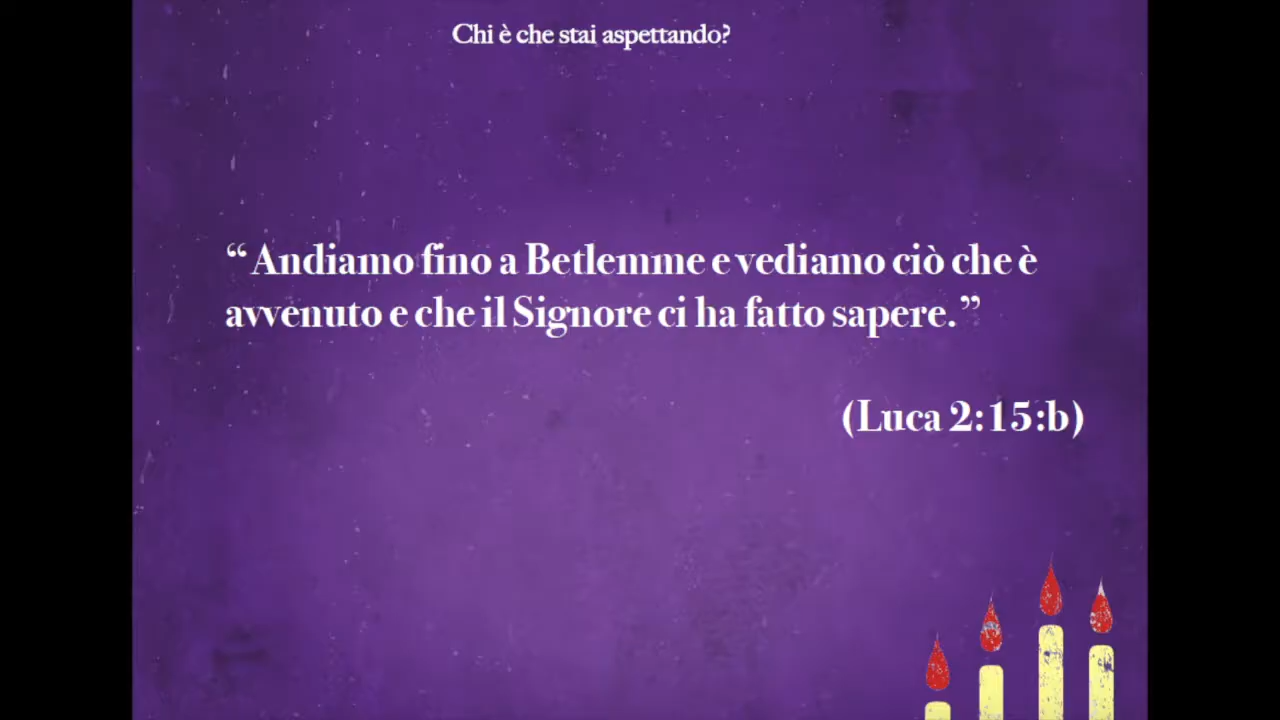 Chi è che stai aspettando?
“ Andiamo fino a Betlemme e vediamo ciò che è
avvenuto e che il Signore ci ha fatto sapere.”
(Luca 2:15:b)